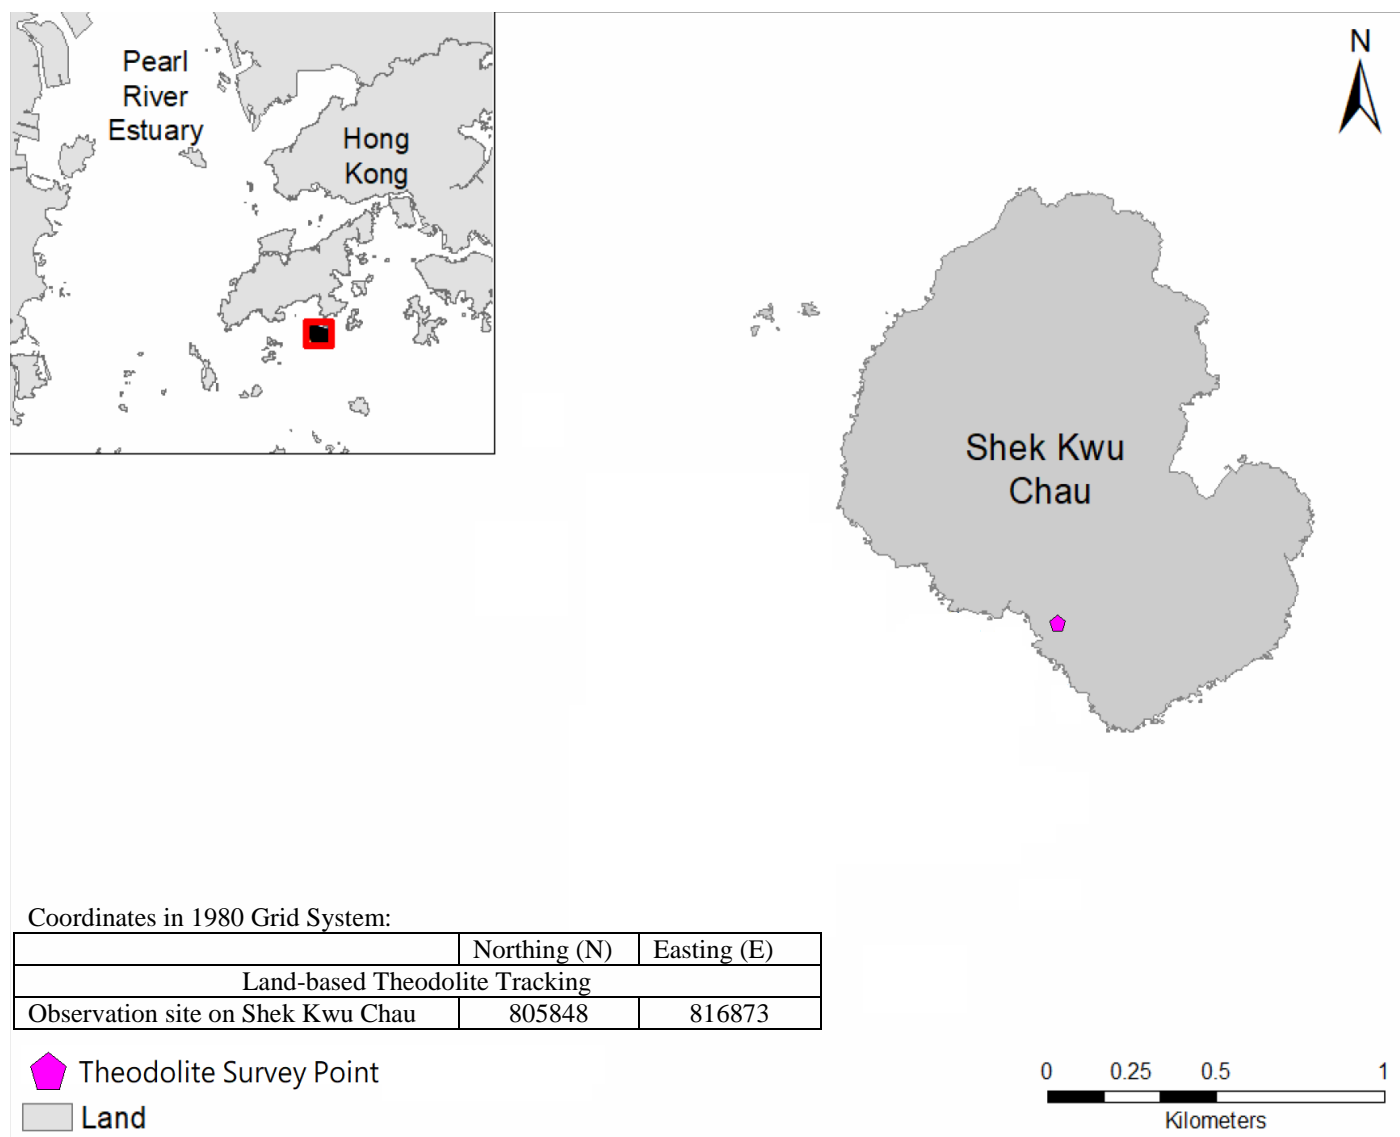 Pearl
River
Estuary
Hong
Kong
N
Shek Kwu
Chau
Coordinates in 1980 Grid System:
Northing (N) Easting (E)
Land-based Theodolite Tracking
Observation site on Shek Kwu Chau 805848 816873
Theodolite Survey Point
Land
0 0.25 0.5 1
Kilometers